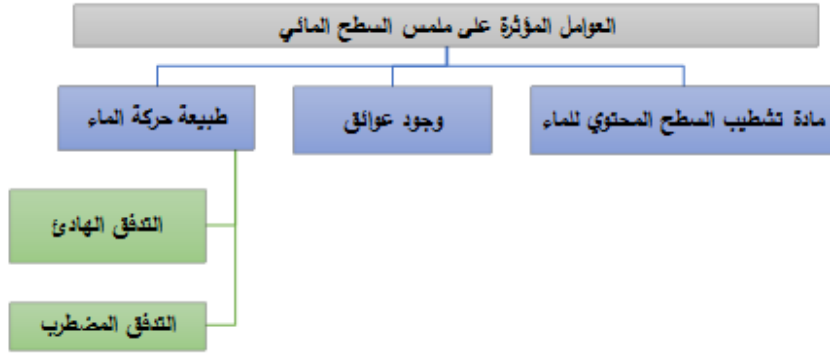 العوامل المؤثرة على ملمس السطح المائي
مادة تشطيب السطح المحتوي للماء
وجود عوائق
طبيعة حركة الماء
التدفق الهادئ
التدفق المضطرب